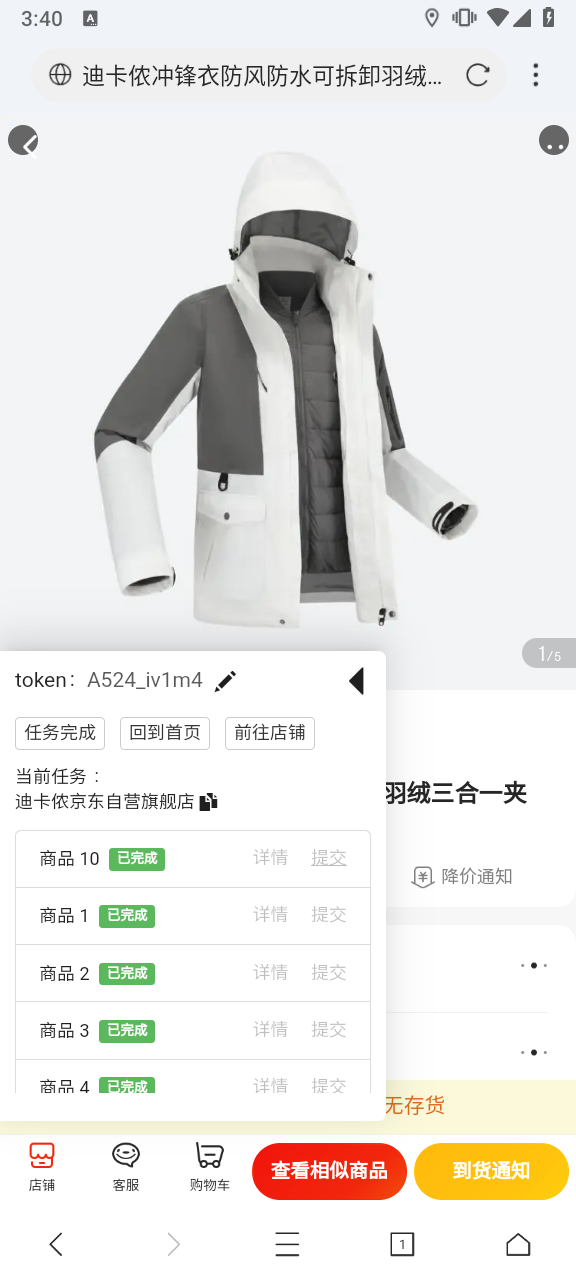 3:40
A
迪卡侬冲锋衣防风防水可拆卸羽绒...
1/5
token: A524_iv1m4
任务完成 回到首页 前往店铺
当前任务：
迪卡侬京东自营旗舰店
羽绒三合一夹
商品 10 已完成 详情 提交
降价通知
商品 1 已完成 详情 提交
商品 2 已完成 详情 提交
商品 3 已完成 详情 提交
商品 4 已完成 详情 提交
无存货
店铺 客服 购物车 查看相似商品 到货通知
1